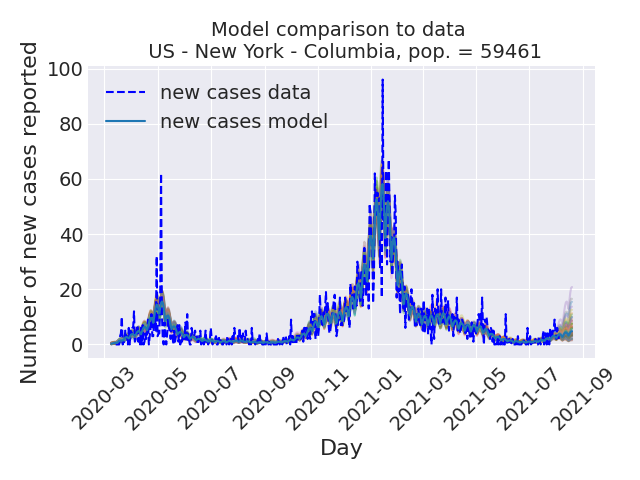 Model comparison to data
US - New York - Columbia, pop. = 59461
Number of new cases reported
100
80
60
40
20
0
new cases data
new cases model
2020-03
2020-05
2020-07
2020-09
2020-11
2021-01
2021-03
2021-05
2021-07
2021-09
Day